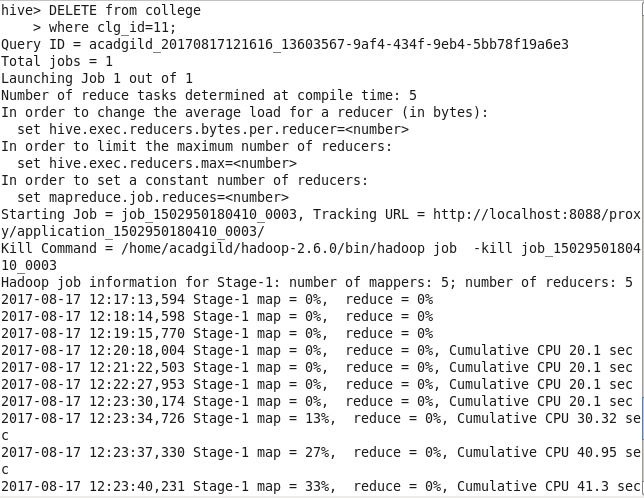 hive> DELETE from college
    > where clg_id=11;
Query ID = acadgild_20170817121616_13603567-9af4-434f-9eb4-5bb78f19a6e3
Total jobs = 1
Launching Job 1 out of 1
Number of reduce tasks determined at compile time: 5
In order to change the average load for a reducer (in bytes):
  set hive.exec.reducers.bytes.per.reducer=<number>
In order to limit the maximum number of reducers:
  set hive.exec.reducers.max=<number>
In order to set a constant number of reducers:
  set mapreduce.job.reduces=<number>
Starting Job = job_1502950180410_0003, Tracking URL = http://localhost:8088/prox
y/application_1502950180410_0003/
Kill Command = /home/acadgild/hadoop-2.6.0/bin/hadoop job  -kill job_15029501804
10_0003
Hadoop job information for Stage-1: number of mappers: 5; number of reducers: 5
2017-08-17 12:17:13,594 Stage-1 map = 0%,  reduce = 0%
2017-08-17 12:18:14,598 Stage-1 map = 0%,  reduce = 0%
2017-08-17 12:19:15,770 Stage-1 map = 0%,  reduce = 0%
2017-08-17 12:20:18,004 Stage-1 map = 0%,  reduce = 0%, Cumulative CPU 20.1 sec
2017-08-17 12:21:22,503 Stage-1 map = 0%,  reduce = 0%, Cumulative CPU 20.1 sec
2017-08-17 12:22:27,953 Stage-1 map = 0%,  reduce = 0%, Cumulative CPU 20.1 sec
2017-08-17 12:23:30,174 Stage-1 map = 0%,  reduce = 0%, Cumulative CPU 20.1 sec
2017-08-17 12:23:34,726 Stage-1 map = 13%,  reduce = 0%, Cumulative CPU 30.32 se
c
2017-08-17 12:23:37,330 Stage-1 map = 27%,  reduce = 0%, Cumulative CPU 40.95 se
c
2017-08-17 12:23:40,231 Stage-1 map = 33%,  reduce = 0%, Cumulative CPU 41.3 sec